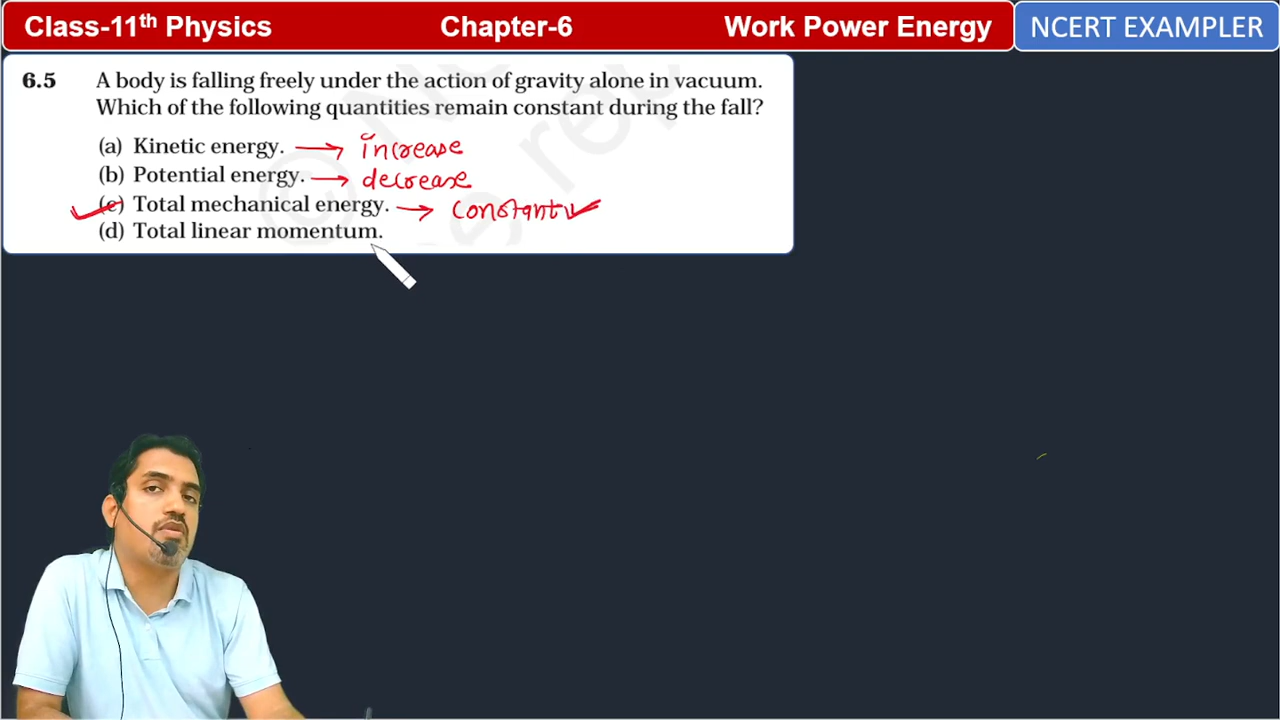 Class-11th Physics Chapter-6 Work Power Energy NCERT EXAMPLER
6.5 A body is falling freely under the action of gravity alone in vacuum.
Which of the following quantities remain constant during the fall?
(a) Kinetic energy. → increase
(b) Potential energy. → decrease
(c) Total mechanical energy. → constant ✓
(d) Total linear momentum.